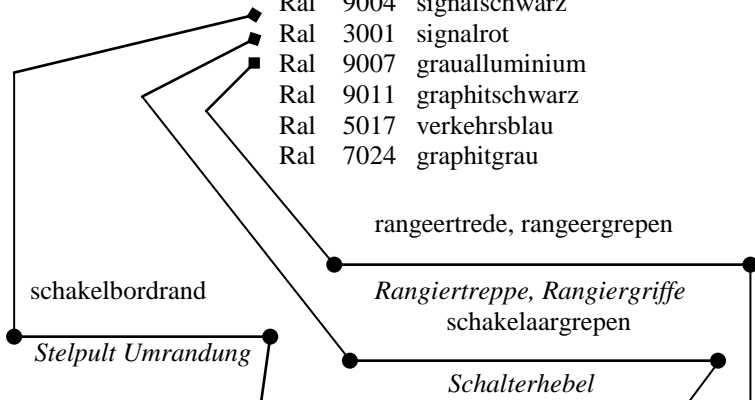 Ral 9004 signalschwarz
Ral 3001 signalrot
Ral 9007 graualluminium
Ral 9011 graphitschwarz
Ral 5017 verkehrsblau
Ral 7024 graphitgrau
rangeertrede, rangeergrepen
schakelbordrand
Rangiertreppe, Rangiergriffe
schakelaargrepen
Stelpult Umrandung
Schalterhebel